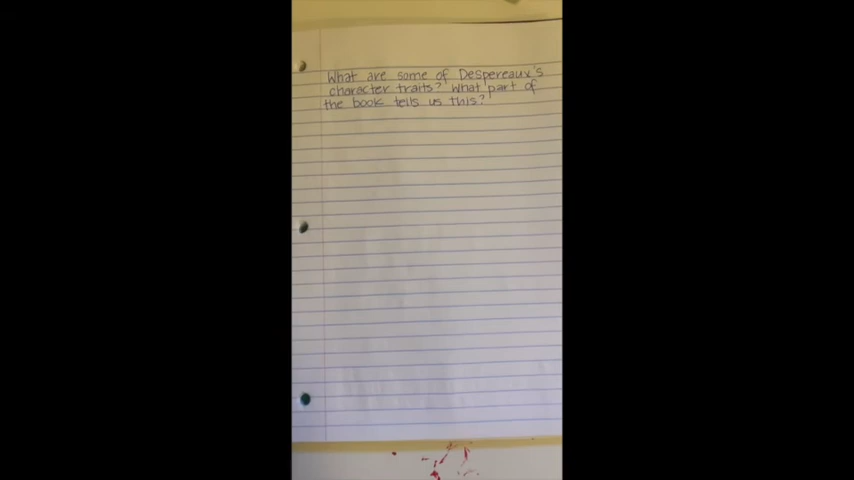 What are some of Despereaux's
character traits? What part of
the book tells us this?